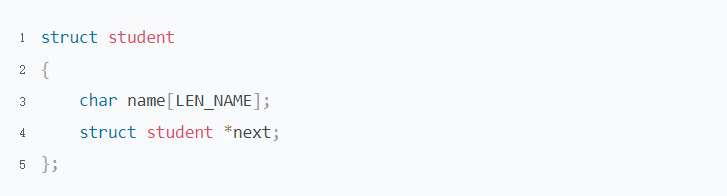 1 struct student
2 {
3     char name[LEN_NAME];
4     struct student *next;
5 };